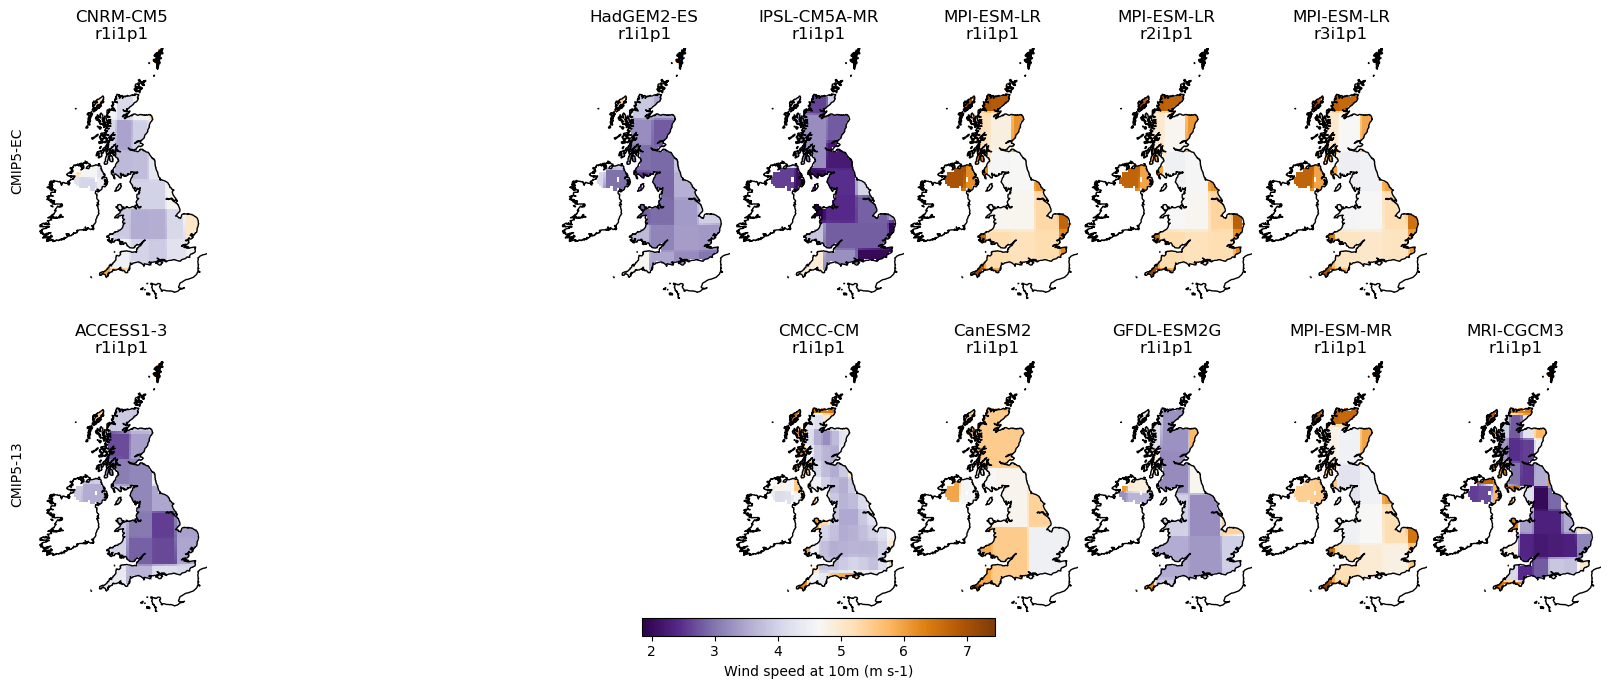 CNRM-CM5
r1i1p1
HadGEM2-ES
r1i1p1
IPSL-CM5A-MR
r1i1p1
MPI-ESM-LR
r1i1p1
MPI-ESM-LR
r2i1p1
MPI-ESM-LR
r3i1p1
CMIP5-EC
ACCESS1-3
r1i1p1
CMCC-CM
r1i1p1
CanESM2
r1i1p1
GFDL-ESM2G
r1i1p1
MPI-ESM-MR
r1i1p1
MRI-CGCM3
r1i1p1
CMIP5-13
2 3 4 5 6 7
Wind speed at 10m (m s-1)